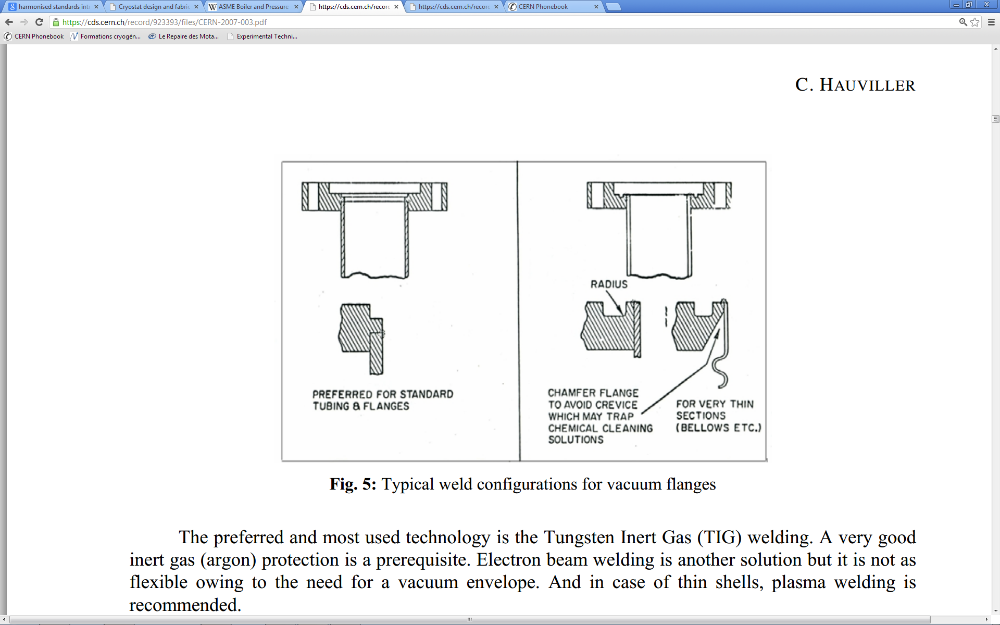 harmonised standards int
Cryostat design and fabric
ASME Boiler and Pressure
https://cds.cern.ch/recor
https://cds.cern.ch/recor
CERN Phonebook
https://cds.cern.ch/record/923393/files/CERN-2007-003.pdf
CERN Phonebook
Formations cryogén...
Le Repaire des Mota...
Experimental Techni...
C. HAUVILLER
RADIUS
PREFERRED FOR STANDARD
TUBING & FLANGES
CHAMFER FLANGE
TO AVOID CREVICE
WHICH MAY TRAP
CHEMICAL CLEANING
SOLUTIONS
FOR VERY THIN
SECTIONS
(BELLOWS ETC.)
Fig. 5: Typical weld configurations for vacuum flanges
The preferred and most used technology is the Tungsten Inert Gas (TIG) welding. A very good
inert gas (argon) protection is a prerequisite. Electron beam welding is another solution but it is not as
flexible owing to the need for a vacuum envelope. And in case of thin shells, plasma welding is
recommended.